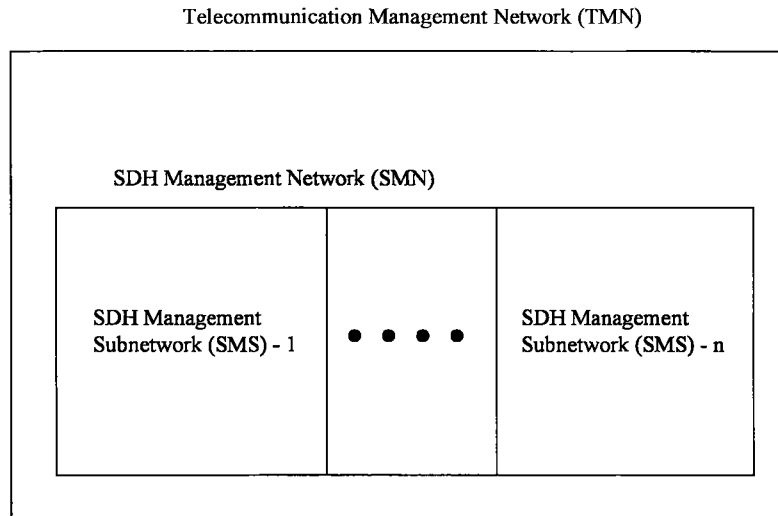 Telecommunication Management Network (TMN)
SDH Management Network (SMN)
SDH Management
Subnetwork (SMS) - 1
SDH Management
Subnetwork (SMS) - n